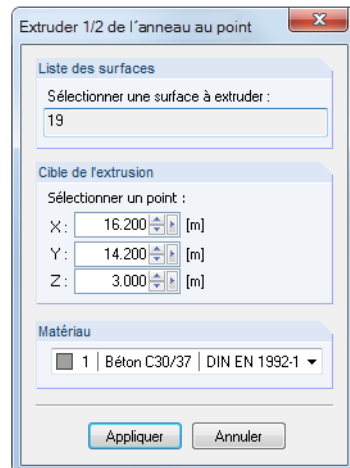 Extruder 1/2 de l´anneau au point
Liste des surfaces
Sélectionner une surface à extruder :
19
Cible de l'extrusion
Sélectionner un point :
X : 16.200 [m]
Y : 14.200 [m]
Z : 3.000 [m]
Matériau
1 | Béton C30/37 | DIN EN 1992-1
Appliquer Annuler